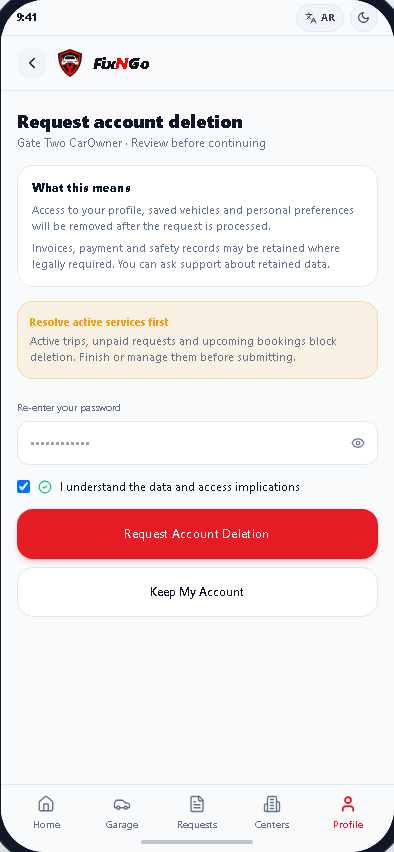 9:41
AR
FixNGo
Request account deletion
Gate Two CarOwner · Review before continuing
What this means
Access to your profile, saved vehicles and personal preferences
will be removed after the request is processed.
Invoices, payment and safety records may be retained where
legally required. You can ask support about retained data.
Resolve active services first
Active trips, unpaid requests and upcoming bookings block
deletion. Finish or manage them before submitting.
Re-enter your password
I understand the data and access implications
Request Account Deletion
Keep My Account
Home
Garage
Requests
Centers
Profile